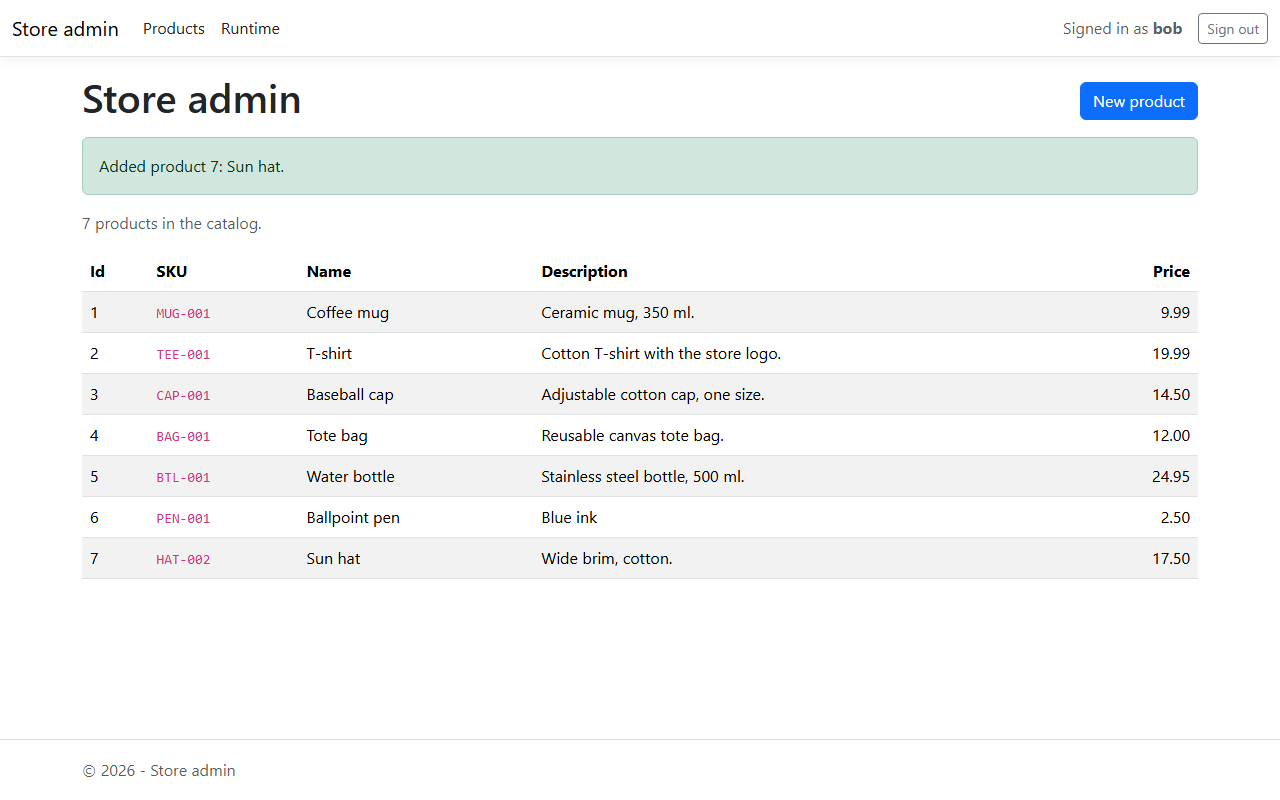 Store admin Products Runtime Signed in as bob Sign out
Store admin New product
Added product 7: Sun hat.
7 products in the catalog.
Id SKU Name Description Price
1 MUG-001 Coffee mug Ceramic mug, 350 ml. 9.99
2 TEE-001 T-shirt Cotton T-shirt with the store logo. 19.99
3 CAP-001 Baseball cap Adjustable cotton cap, one size. 14.50
4 BAG-001 Tote bag Reusable canvas tote bag. 12.00
5 BTL-001 Water bottle Stainless steel bottle, 500 ml. 24.95
6 PEN-001 Ballpoint pen Blue ink 2.50
7 HAT-002 Sun hat Wide brim, cotton. 17.50
© 2026 - Store admin